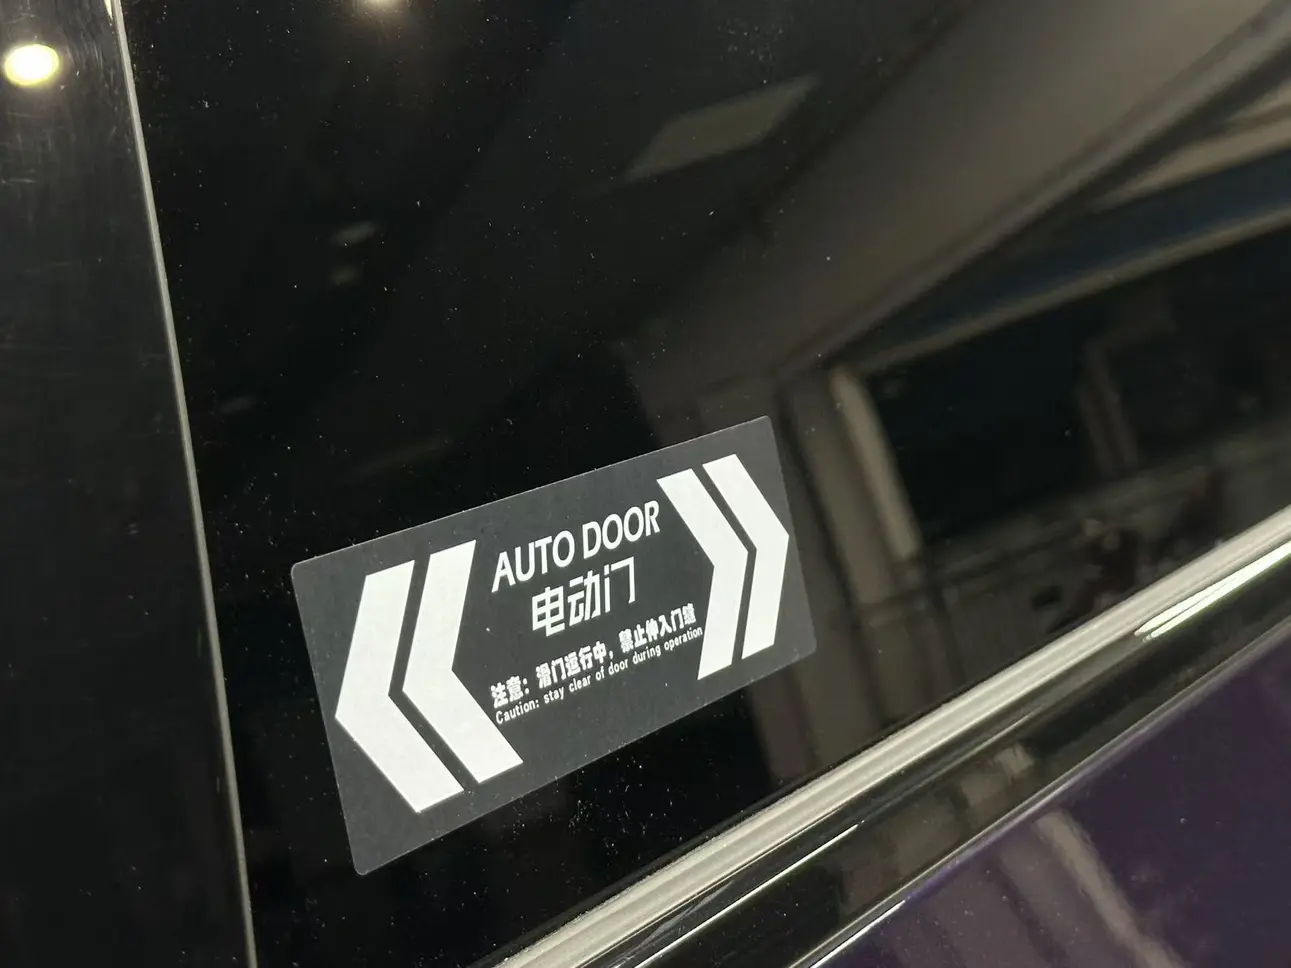 AUTO DOOR
电动门
注意：滑门运行中，禁止伸入门缝
Caution: stay clear of door during operation